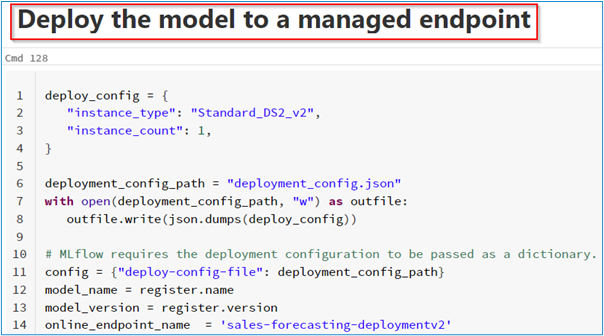 Deploy the model to a managed endpoint
Cmd 128
1 deploy_config = {
2    "instance_type": "Standard_DS2_v2",
3    "instance_count": 1,
4 }
5
6 deployment_config_path = "deployment_config.json"
7 with open(deployment_config_path, "w") as outfile:
8    outfile.write(json.dumps(deploy_config))
9
10 # MLflow requires the deployment configuration to be passed as a dictionary.
11 config = {"deploy-config-file": deployment_config_path}
12 model_name = register.name
13 model_version = register.version
14 online_endpoint_name  = 'sales-forecasting-deploymentv2'